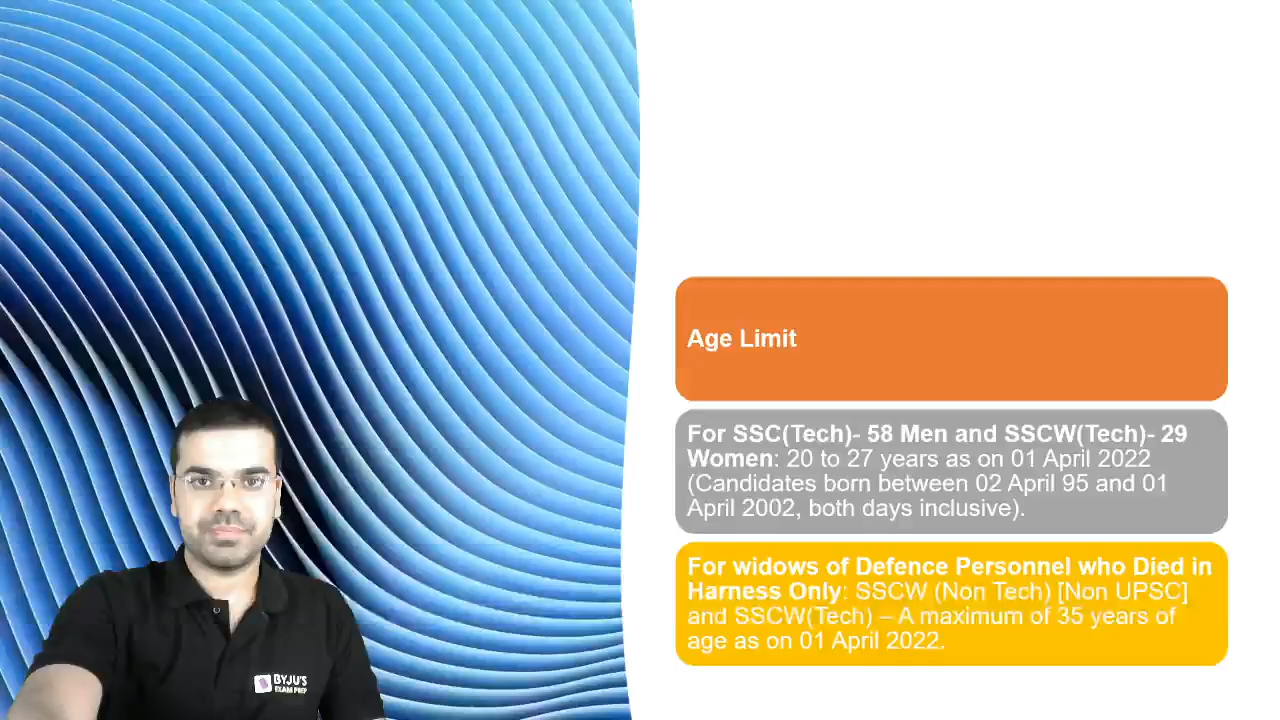 Age Limit
For SSC(Tech)- 58 Men and SSCW(Tech)- 29
Women: 20 to 27 years as on 01 April 2022
(Candidates born between 02 April 95 and 01
April 2002, both days inclusive).
For widows of Defence Personnel who Died in
Harness Only: SSCW (Non Tech) [Non UPSC]
and SSCW(Tech) – A maximum of 35 years of
age as on 01 April 2022.
BYJU'S
EXAM PREP